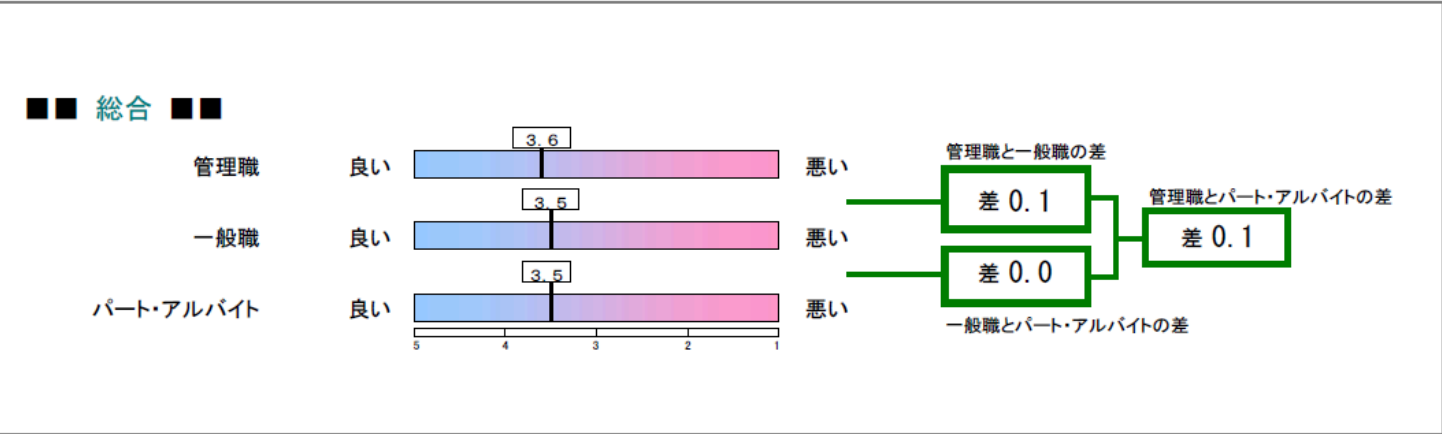 ■■ 総合 ■■
3.6
管理職 良い 悪い
3.5
一般職 良い 悪い
3.5
パート・アルバイト 良い 悪い
5 4 3 2 1
管理職と一般職の差
差 0.1
管理職とパート・アルバイトの差
差 0.1
差 0.0
一般職とパート・アルバイトの差